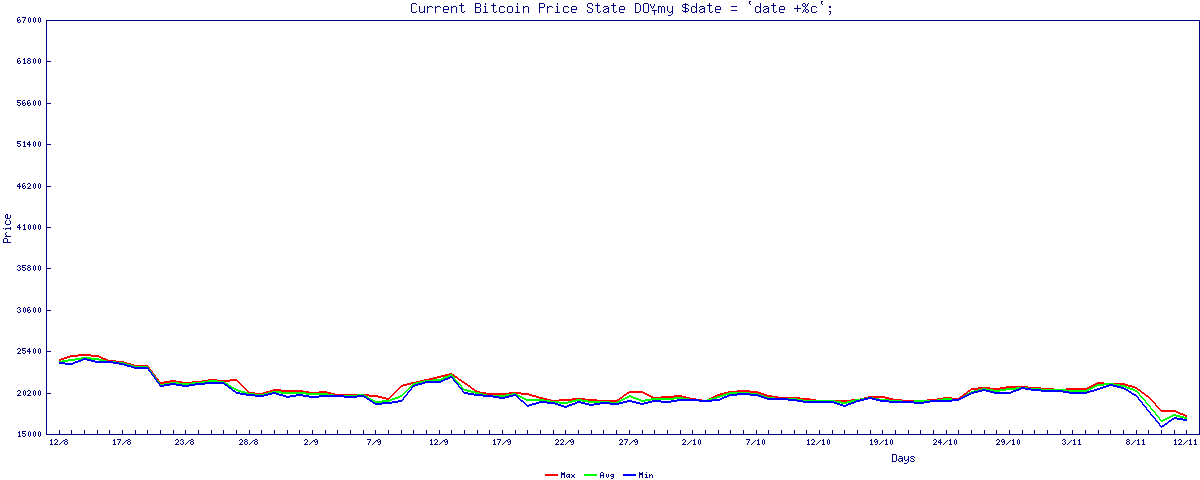 Current Bitcoin Price State DO¥my $date = `date +%c`;
67000
61800
56600
51400
46200
41000
35800
30600
25400
20200
15000
Price
12/8 17/8 23/8 28/8 2/9 7/9 12/9 17/9 22/9 27/9 2/10 7/10 12/10 19/10 24/10 29/10 3/11 8/11 12/11
Days
Max Avg Min